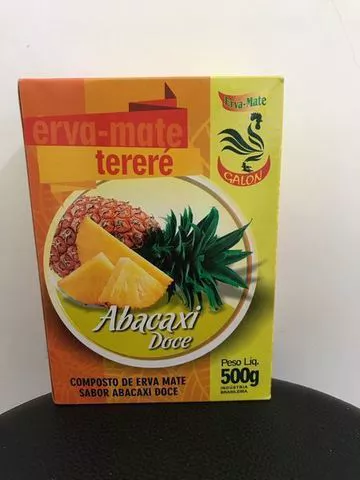 erva-mate
tereré
Erva-Mate
GALON
Abacaxi
Doce
COMPOSTO DE ERVA MATE
SABOR ABACAXI DOCE
Peso Liq.
500g
INDÚSTRIA
BRASILEIRA